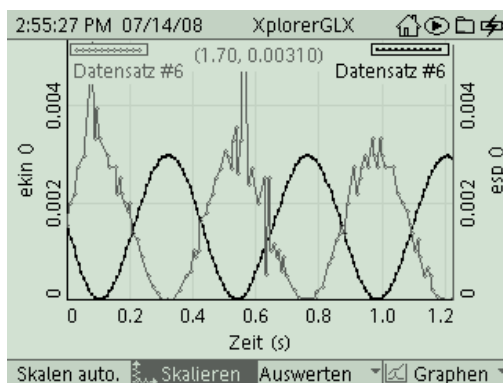 2:55:27 PM 07/14/08 XplorerGLX
(1.70, 0.00310)
Datensatz #6
Datensatz #6
ekin ()
0.004
0.002
0
esp ()
0.004
0.002
0
0 0.2 0.4 0.6 0.8 1.0 1.2
Zeit (s)
Skalen auto. Skalieren Auswerten Graphen